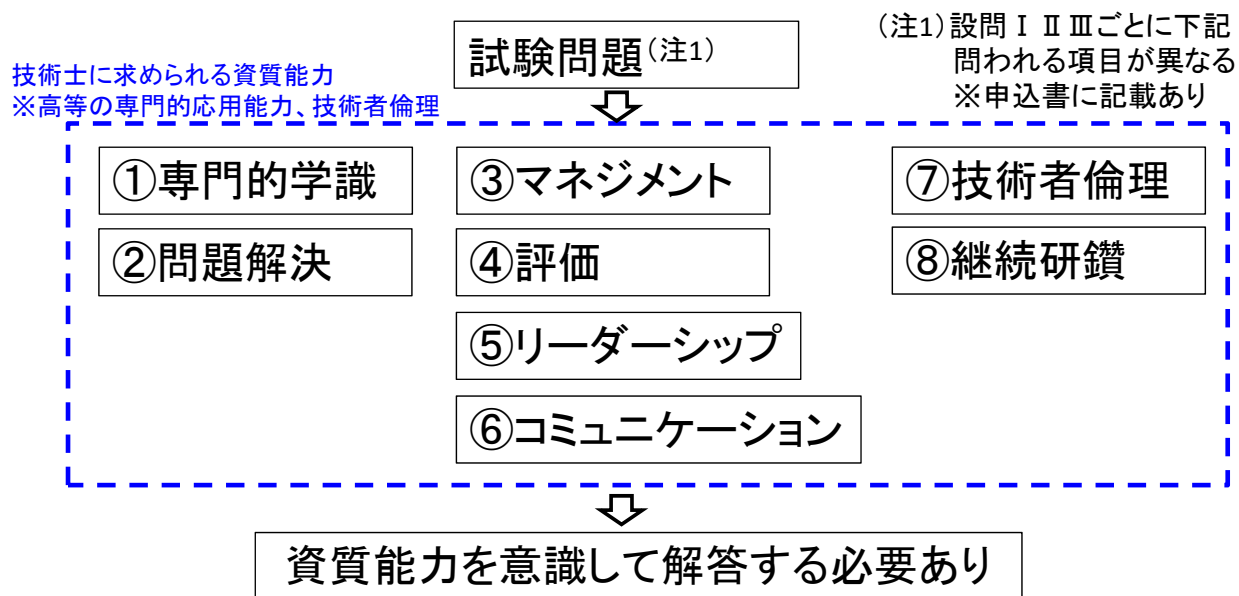 試験問題(注1)
(注1)設問ⅠⅡⅢごとに下記
問われる項目が異なる
※申込書に記載あり
技術士に求められる資質能力
※高等の専門的応用能力、技術者倫理
①専門的学識
②問題解決
③マネジメント
④評価
⑤リーダーシップ
⑥コミュニケーション
⑦技術者倫理
⑧継続研鑽
資質能力を意識して解答する必要あり